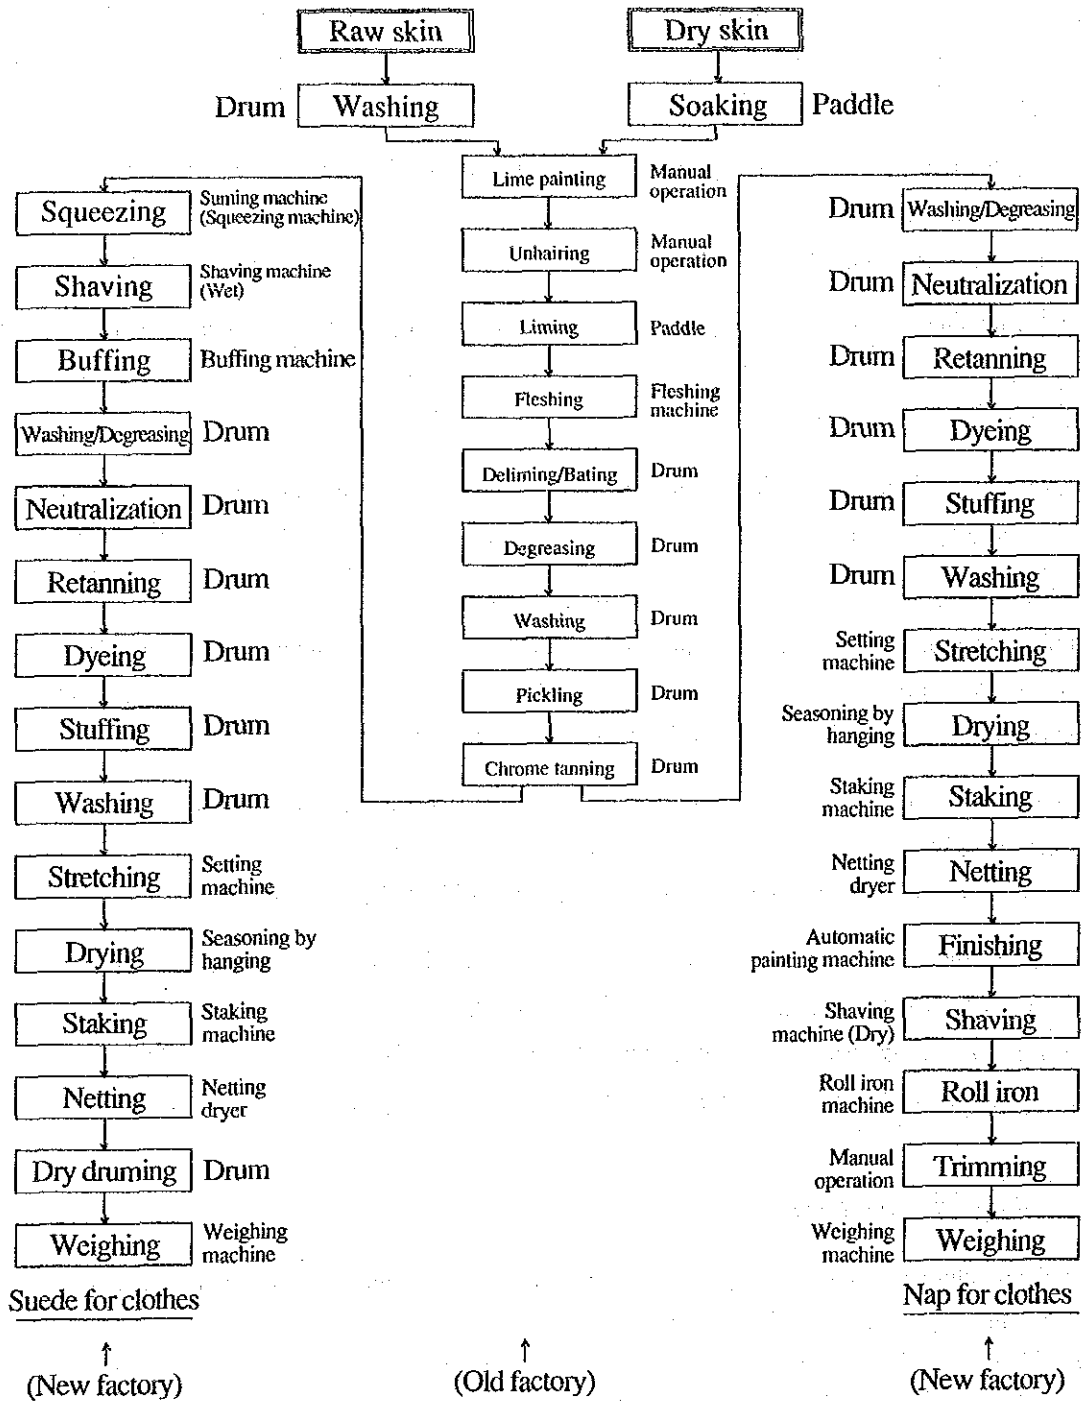 Raw skin
Dry skin
Drum
Washing
Soaking
Paddle
Lime painting
Manual
operation
Unhairing
Manual
operation
Liming
Paddle
Fleshing
Fleshing
machine
Deliming/Bating
Drum
Degreasing
Drum
Washing
Drum
Pickling
Drum
Chrome tanning
Drum
Squeezing
Suming machine
(Squeezing machine)
Shaving
Shaving machine
(Wet)
Buffing
Buffing machine
Washing/Degreasing
Drum
Neutralization
Drum
Retanning
Drum
Dyeing
Drum
Stuffing
Drum
Washing
Drum
Stretching
Setting
machine
Drying
Seasoning by
hanging
Staking
Staking
machine
Netting
Netting
dryer
Dry druming
Drum
Weighing
Weighing
machine
Suede for clothes
(New factory)
(Old factory)
Drum
Washing/Degreasing
Drum
Neutralization
Drum
Retanning
Drum
Dyeing
Drum
Stuffing
Drum
Washing
Setting
machine
Stretching
Seasoning by
hanging
Drying
Staking
machine
Staking
Netting
dryer
Netting
Automatic
painting machine
Finishing
Shaving
machine (Dry)
Shaving
Roll iron
machine
Roll iron
Manual
operation
Trimming
Weighing
machine
Weighing
Nap for clothes
(New factory)